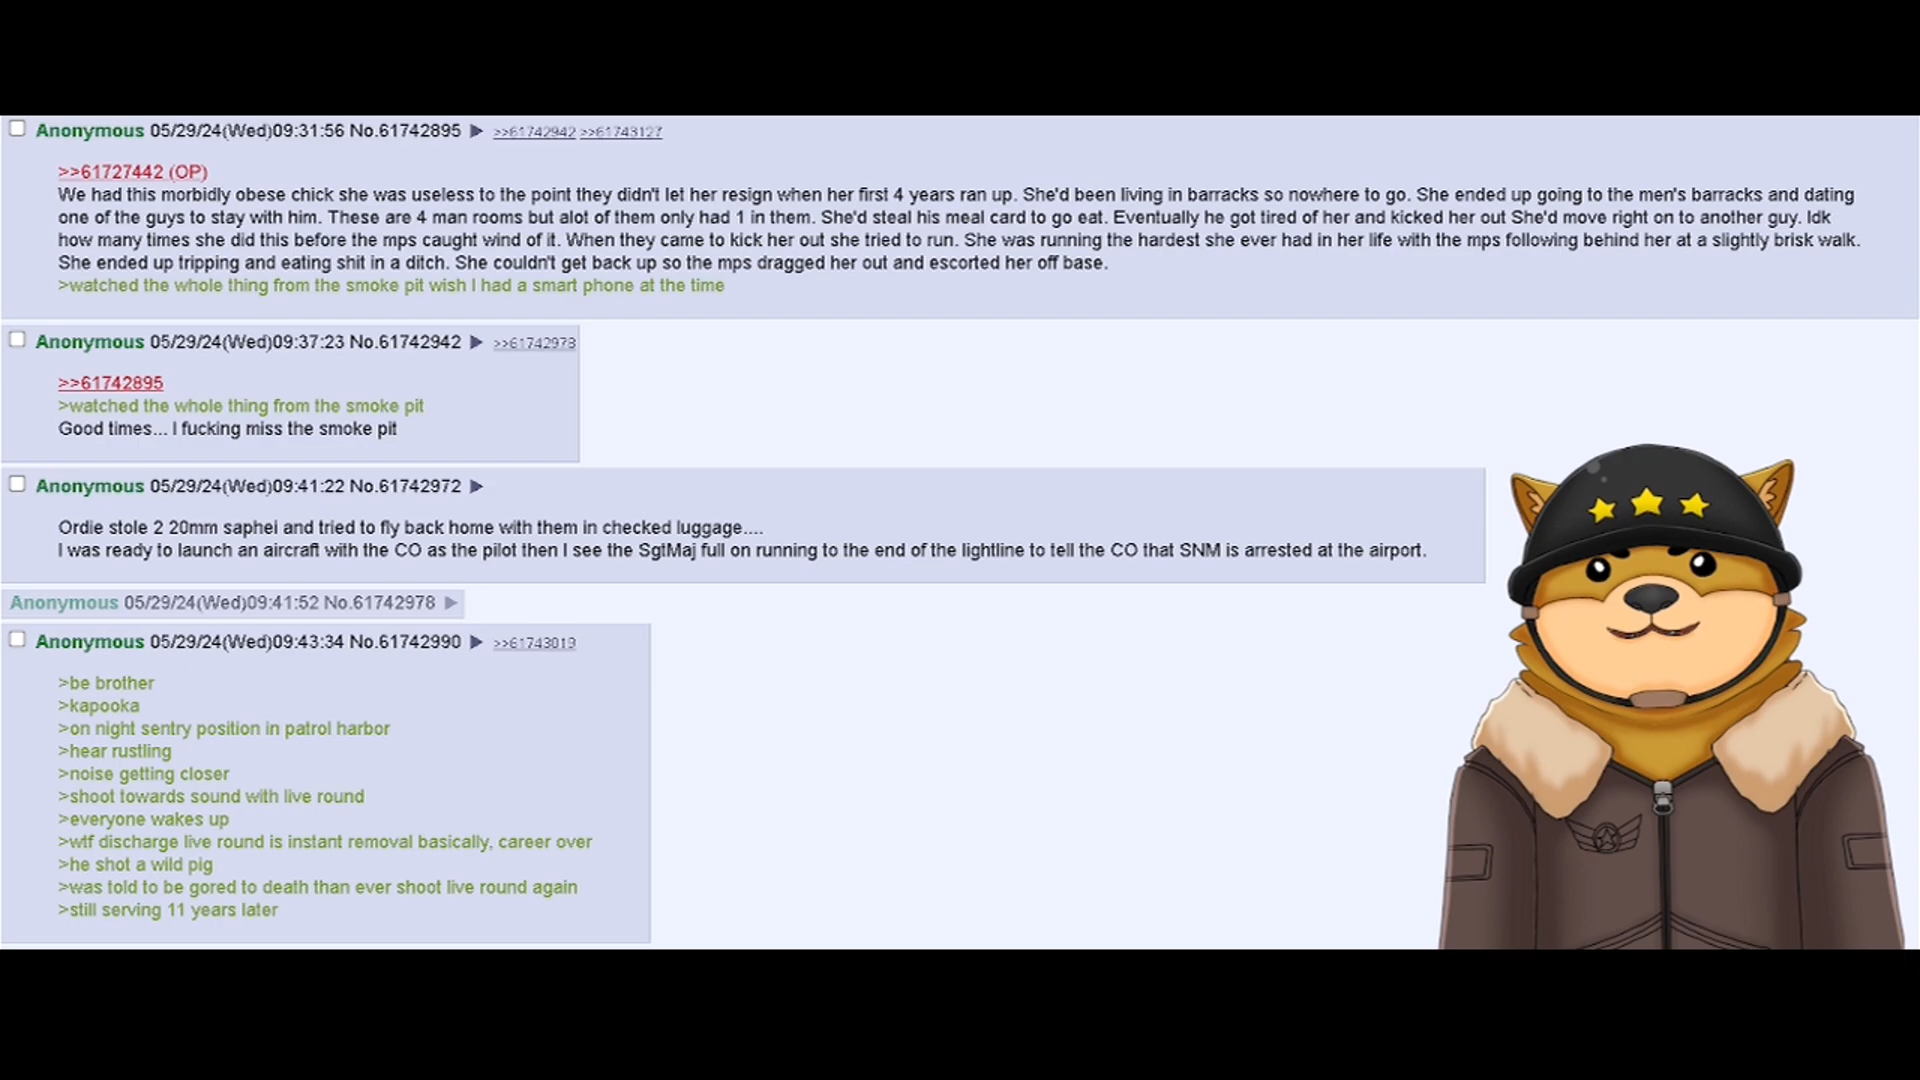 Anonymous 05/29/24(Wed)09:31:56 No.61742895 ▶ >>61742942 >>61743127
>>61727442 (OP)
We had this morbidly obese chick she was useless to the point they didn't let her resign when her first 4 years ran up. She'd been living in barracks so nowhere to go. She ended up going to the men's barracks and dating
one of the guys to stay with him. These are 4 man rooms but alot of them only had 1 in them. She'd steal his meal card to go eat. Eventually he got tired of her and kicked her out She'd move right on to another guy. Idk
how many times she did this before the mps caught wind of it. When they came to kick her out she tried to run. She was running the hardest she ever had in her life with the mps following behind her at a slightly brisk walk.
She ended up tripping and eating shit in a ditch. She couldn't get back up so the mps dragged her out and escorted her off base.
>watched the whole thing from the smoke pit wish I had a smart phone at the time
Anonymous 05/29/24(Wed)09:37:23 No.61742942 ▶ >>61742978
>>61742895
>watched the whole thing from the smoke pit
Good times... I fucking miss the smoke pit
Anonymous 05/29/24(Wed)09:41:22 No.61742972 ▶
Ordie stole 2 20mm saphei and tried to fly back home with them in checked luggage....
I was ready to launch an aircraft with the CO as the pilot then I see the SgtMaj full on running to the end of the lightline to tell the CO that SNM is arrested at the airport.
Anonymous 05/29/24(Wed)09:41:52 No.61742978 ▶
Anonymous 05/29/24(Wed)09:43:34 No.61742990 ▶ >>61743019
>be brother
>kapooka
>on night sentry position in patrol harbor
>hear rustling
>noise getting closer
>shoot towards sound with live round
>everyone wakes up
>wtf discharge live round is instant removal basically, career over
>he shot a wild pig
>was told to be gored to death than ever shoot live round again
>still serving 11 years later